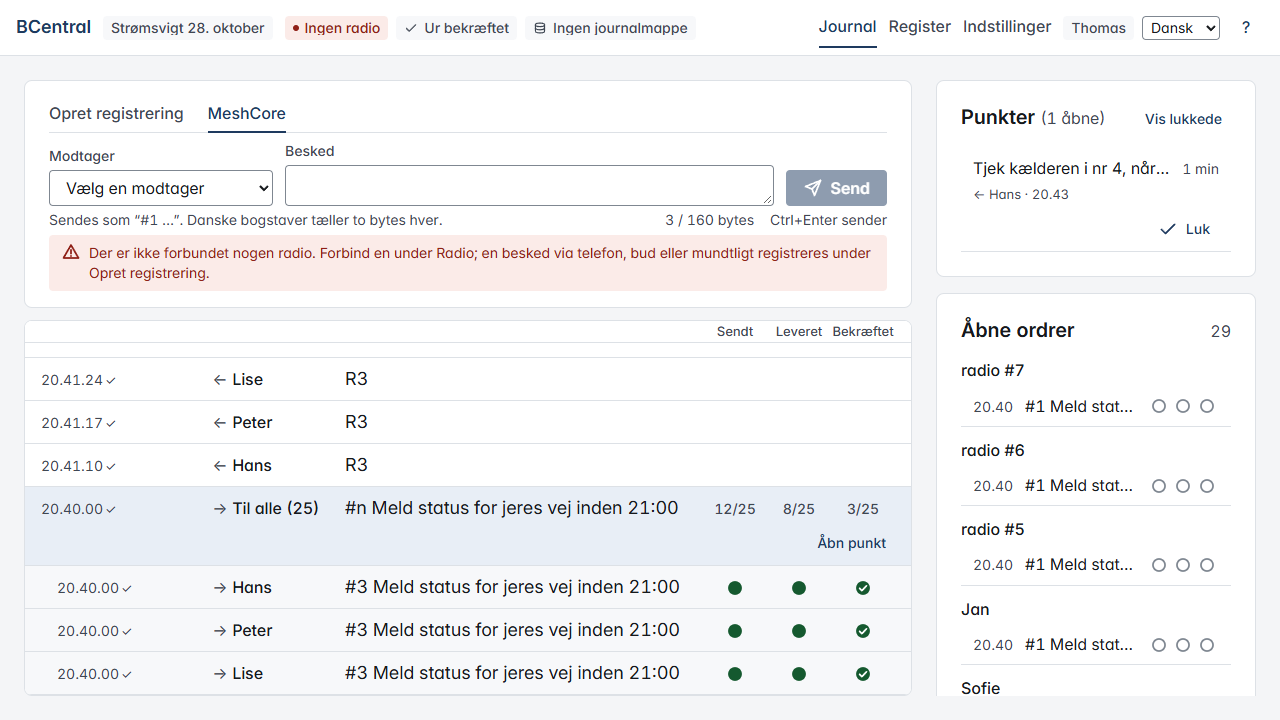 BCentral Strømsvigt 28. oktober Ingen radio Ur bekræftet Ingen journalmappe Journal Register Indstillinger Thomas Dansk ?
Opret registrering MeshCore
Modtager Besked
Vælg en modtager Send
Sendes som “#1 …”. Danske bogstaver tæller to bytes hver. 3 / 160 bytes Ctrl+Enter sender
Der er ikke forbundet nogen radio. Forbind en under Radio; en besked via telefon, bud eller mundtligt registreres under
Opret registrering.
Sendt Leveret Bekræftet
20.41.24 ← Lise R3
20.41.17 ← Peter R3
20.41.10 ← Hans R3
20.40.00 → Til alle (25) #n Meld status for jeres vej inden 21:00 12/25 8/25 3/25
Åbn punkt
20.40.00 → Hans #3 Meld status for jeres vej inden 21:00
20.40.00 → Peter #3 Meld status for jeres vej inden 21:00
20.40.00 → Lise #3 Meld status for jeres vej inden 21:00
Punkter (1 åbne) Vis lukkede
Tjek kælderen i nr 4, når… 1 min
← Hans · 20.43
Luk
Åbne ordrer 29
radio #7
20.40 #1 Meld stat…
radio #6
20.40 #1 Meld stat…
radio #5
20.40 #1 Meld stat…
Jan
20.40 #1 Meld stat…
Sofie